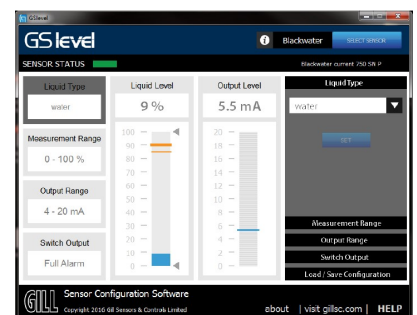 GSlevel
GSlevel
i Blackwater SELECT SENSOR
SENSOR STATUS
Blackwater current 750 SN P
Liquid Type
water
Measurement Range
0 - 100 %
Output Range
4 - 20 mA
Switch Output
Full Alarm
Liquid Level
9 %
100
90
80
70
60
50
40
30
20
10
0
Output Level
5.5 mA
20
18
16
14
12
10
8
6
4
2
0
Liquid Type
water
SET
Measurement Range
Output Range
Switch Output
Load / Save Configuration
GILL Sensor Configuration Software
Copyright 2016 Gill Sensors & Controls Limited
about | visit gillsc.com | HELP